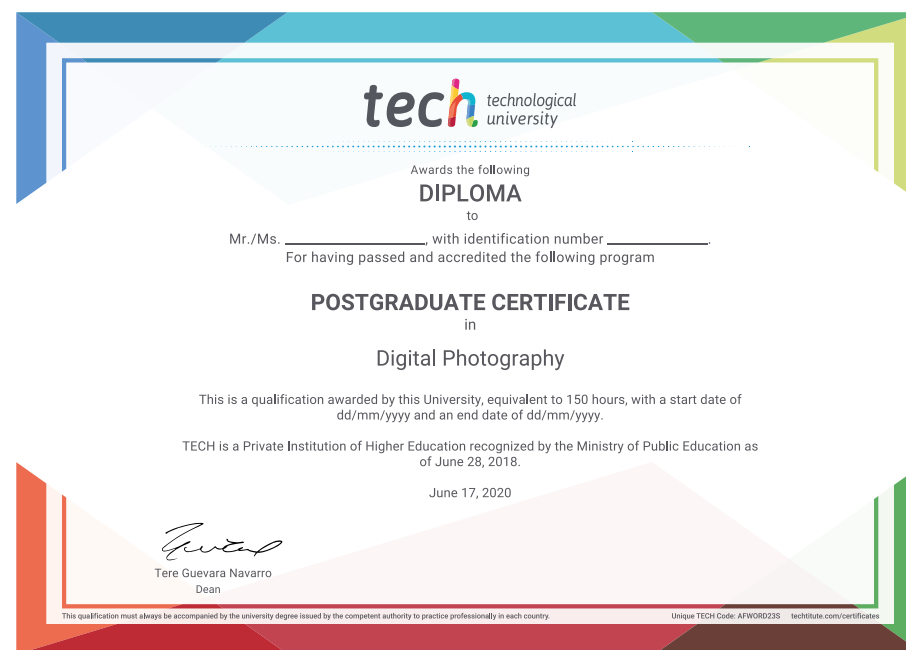 tech technological
university
Awards the following
DIPLOMA
to
Mr./Ms. ____________, with identification number ____________.
For having passed and accredited the following program
POSTGRADUATE CERTIFICATE
in
Digital Photography
This is a qualification awarded by this University, equivalent to 150 hours, with a start date of
dd/mm/yyyy and an end date of dd/mm/yyyy.
TECH is a Private Institution of Higher Education recognized by the Ministry of Public Education as
of June 28, 2018.
June 17, 2020
Tere Guevara Navarro
Dean
This qualification must always be accompanied by the university degree issued by the competent authority to practice professionally in each country.
Unique TECH Code: AFWORD23S techtitute.com/certificates